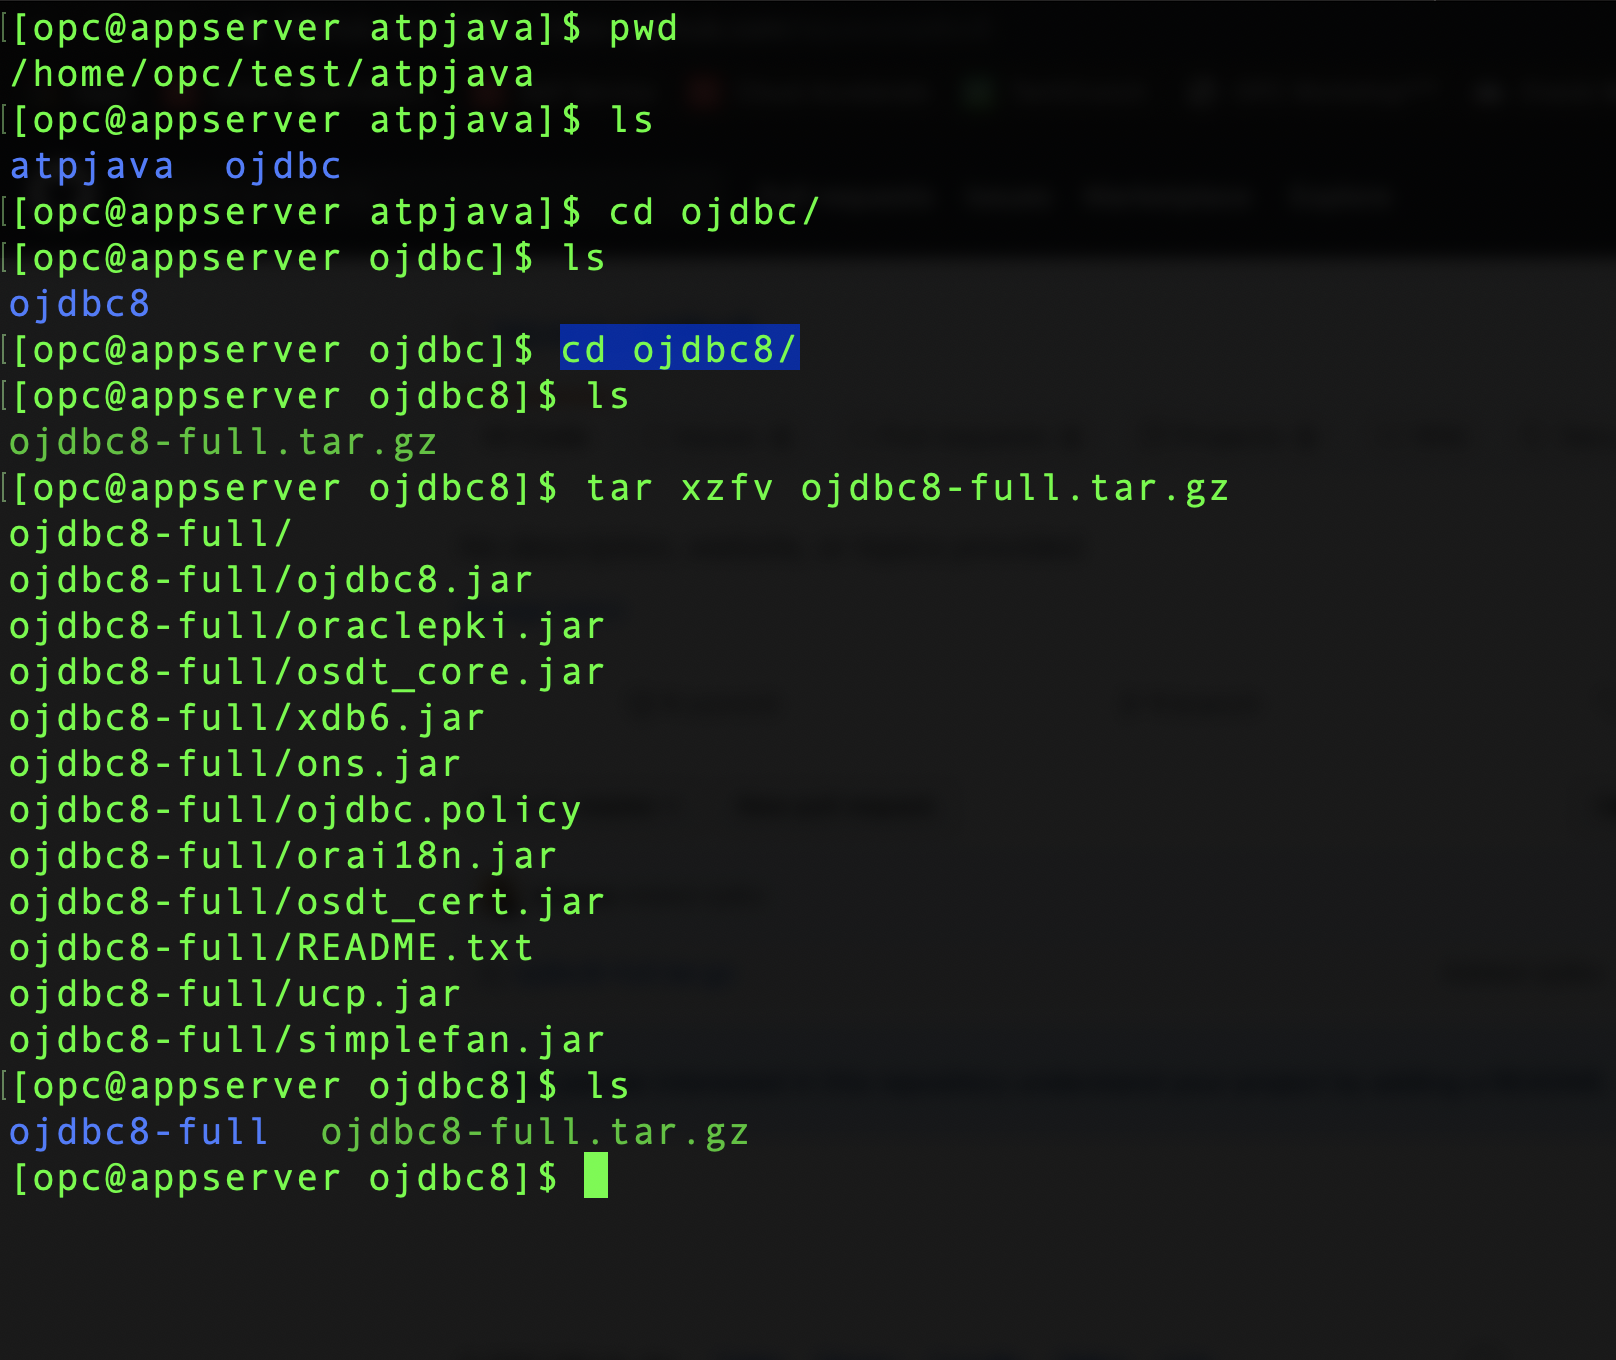 [[opc@appserver atpjava]$ pwd
/home/opc/test/atpjava
[[opc@appserver atpjava]$ ls
atpjava  ojdbc
[[opc@appserver atpjava]$ cd ojdbc/
[[opc@appserver ojdbc]$ ls
ojdbc8
[[opc@appserver ojdbc]$ cd ojdbc8/
[[opc@appserver ojdbc8]$ ls
ojdbc8-full.tar.gz
[[opc@appserver ojdbc8]$ tar xzfv ojdbc8-full.tar.gz
ojdbc8-full/
ojdbc8-full/ojdbc8.jar
ojdbc8-full/oraclepki.jar
ojdbc8-full/osdt_core.jar
ojdbc8-full/xdb6.jar
ojdbc8-full/ons.jar
ojdbc8-full/ojdbc.policy
ojdbc8-full/orai18n.jar
ojdbc8-full/osdt_cert.jar
ojdbc8-full/README.txt
ojdbc8-full/ucp.jar
ojdbc8-full/simplefan.jar
[[opc@appserver ojdbc8]$ ls
ojdbc8-full  ojdbc8-full.tar.gz
[opc@appserver ojdbc8]$